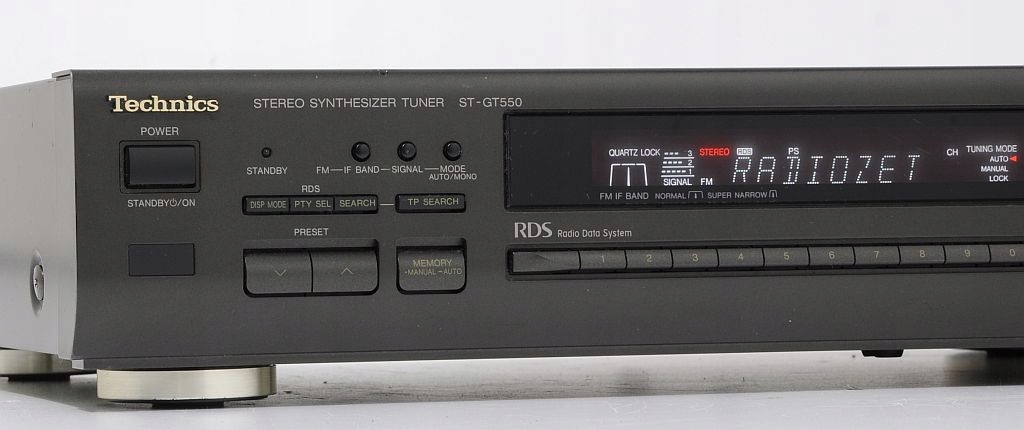 Technics STEREO SYNTHESIZER TUNER ST-GT550
POWER
STANDBY⏻/ON
STANDBY
FM IF BAND SIGNAL MODE
AUTO/MONO
RDS
DISP MODE PTY SEL SEARCH TP SEARCH
PRESET
MEMORY
-MANUAL -AUTO
QUARTZ LOCK 3 STEREO RDS PS CH TUNING MODE
2 AUTO
1 MANUAL
SIGNAL FM RADIOZET LOCK
FM IF BAND NORMAL SUPER NARROW
RDS Radio Data System
1 2 3 4 5 6 7 8 9 0